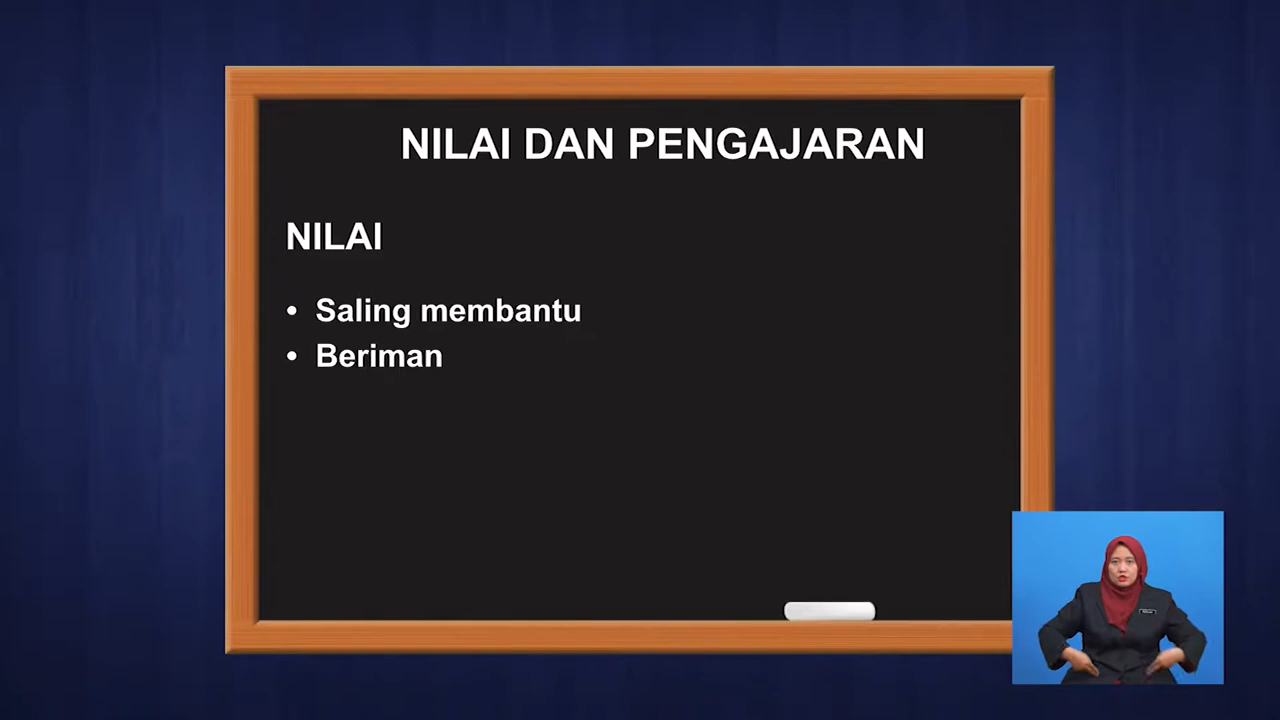 NILAI DAN PENGAJARAN
NILAI
• Saling membantu
• Beriman